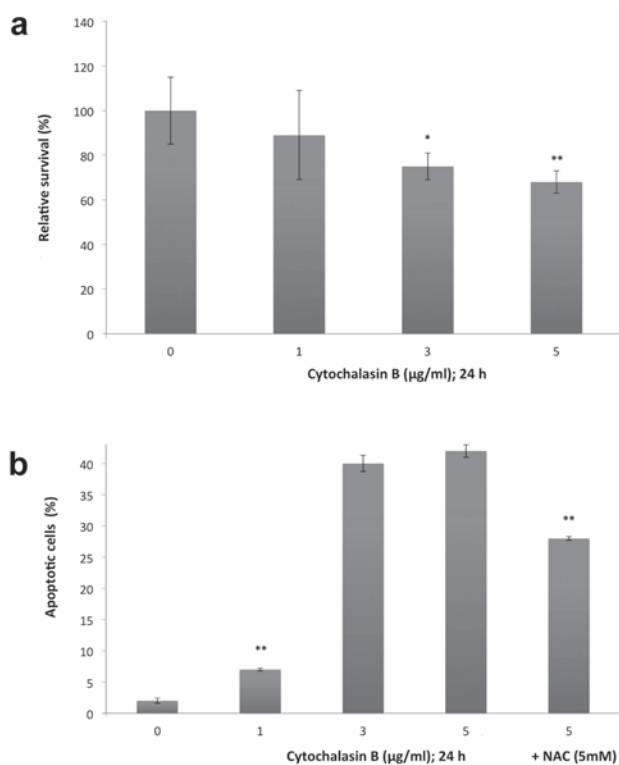 a
140
120
100
80
60
40
20
0
Relative survival (%)
*
**
0 1 3 5
Cytochalasin B (µg/ml); 24 h
b
40
35
30
25
20
15
10
5
0
Apoptotic cells (%)
**
**
0 1 3 5 5
Cytochalasin B (µg/ml); 24 h + NAC (5mM)